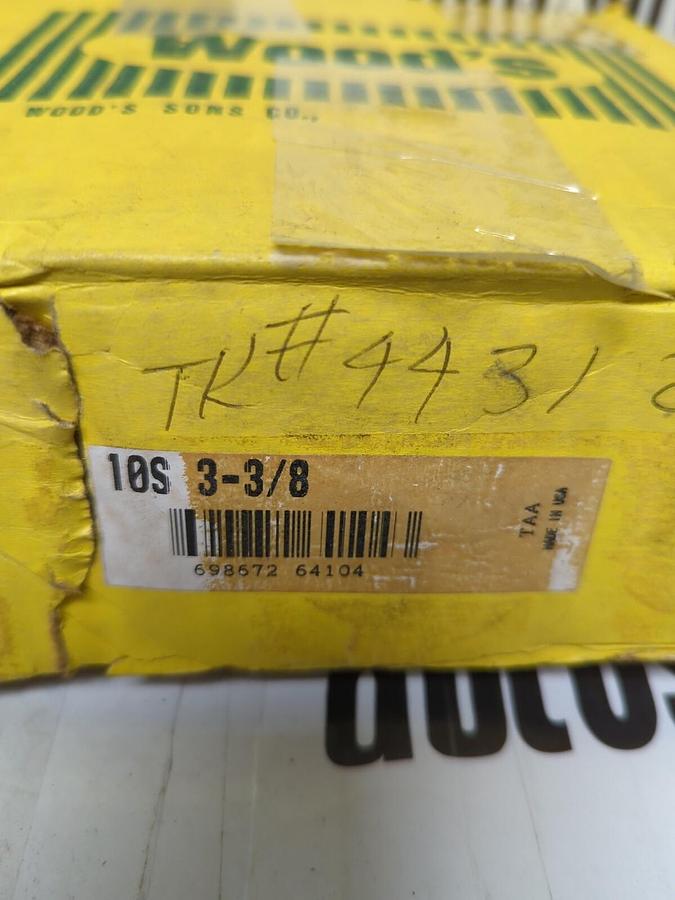 Wood's
WOOD'S SONS CO.,
TK# 4431
10S 3-3/8
698672 64104
TAA
MADE IN USA